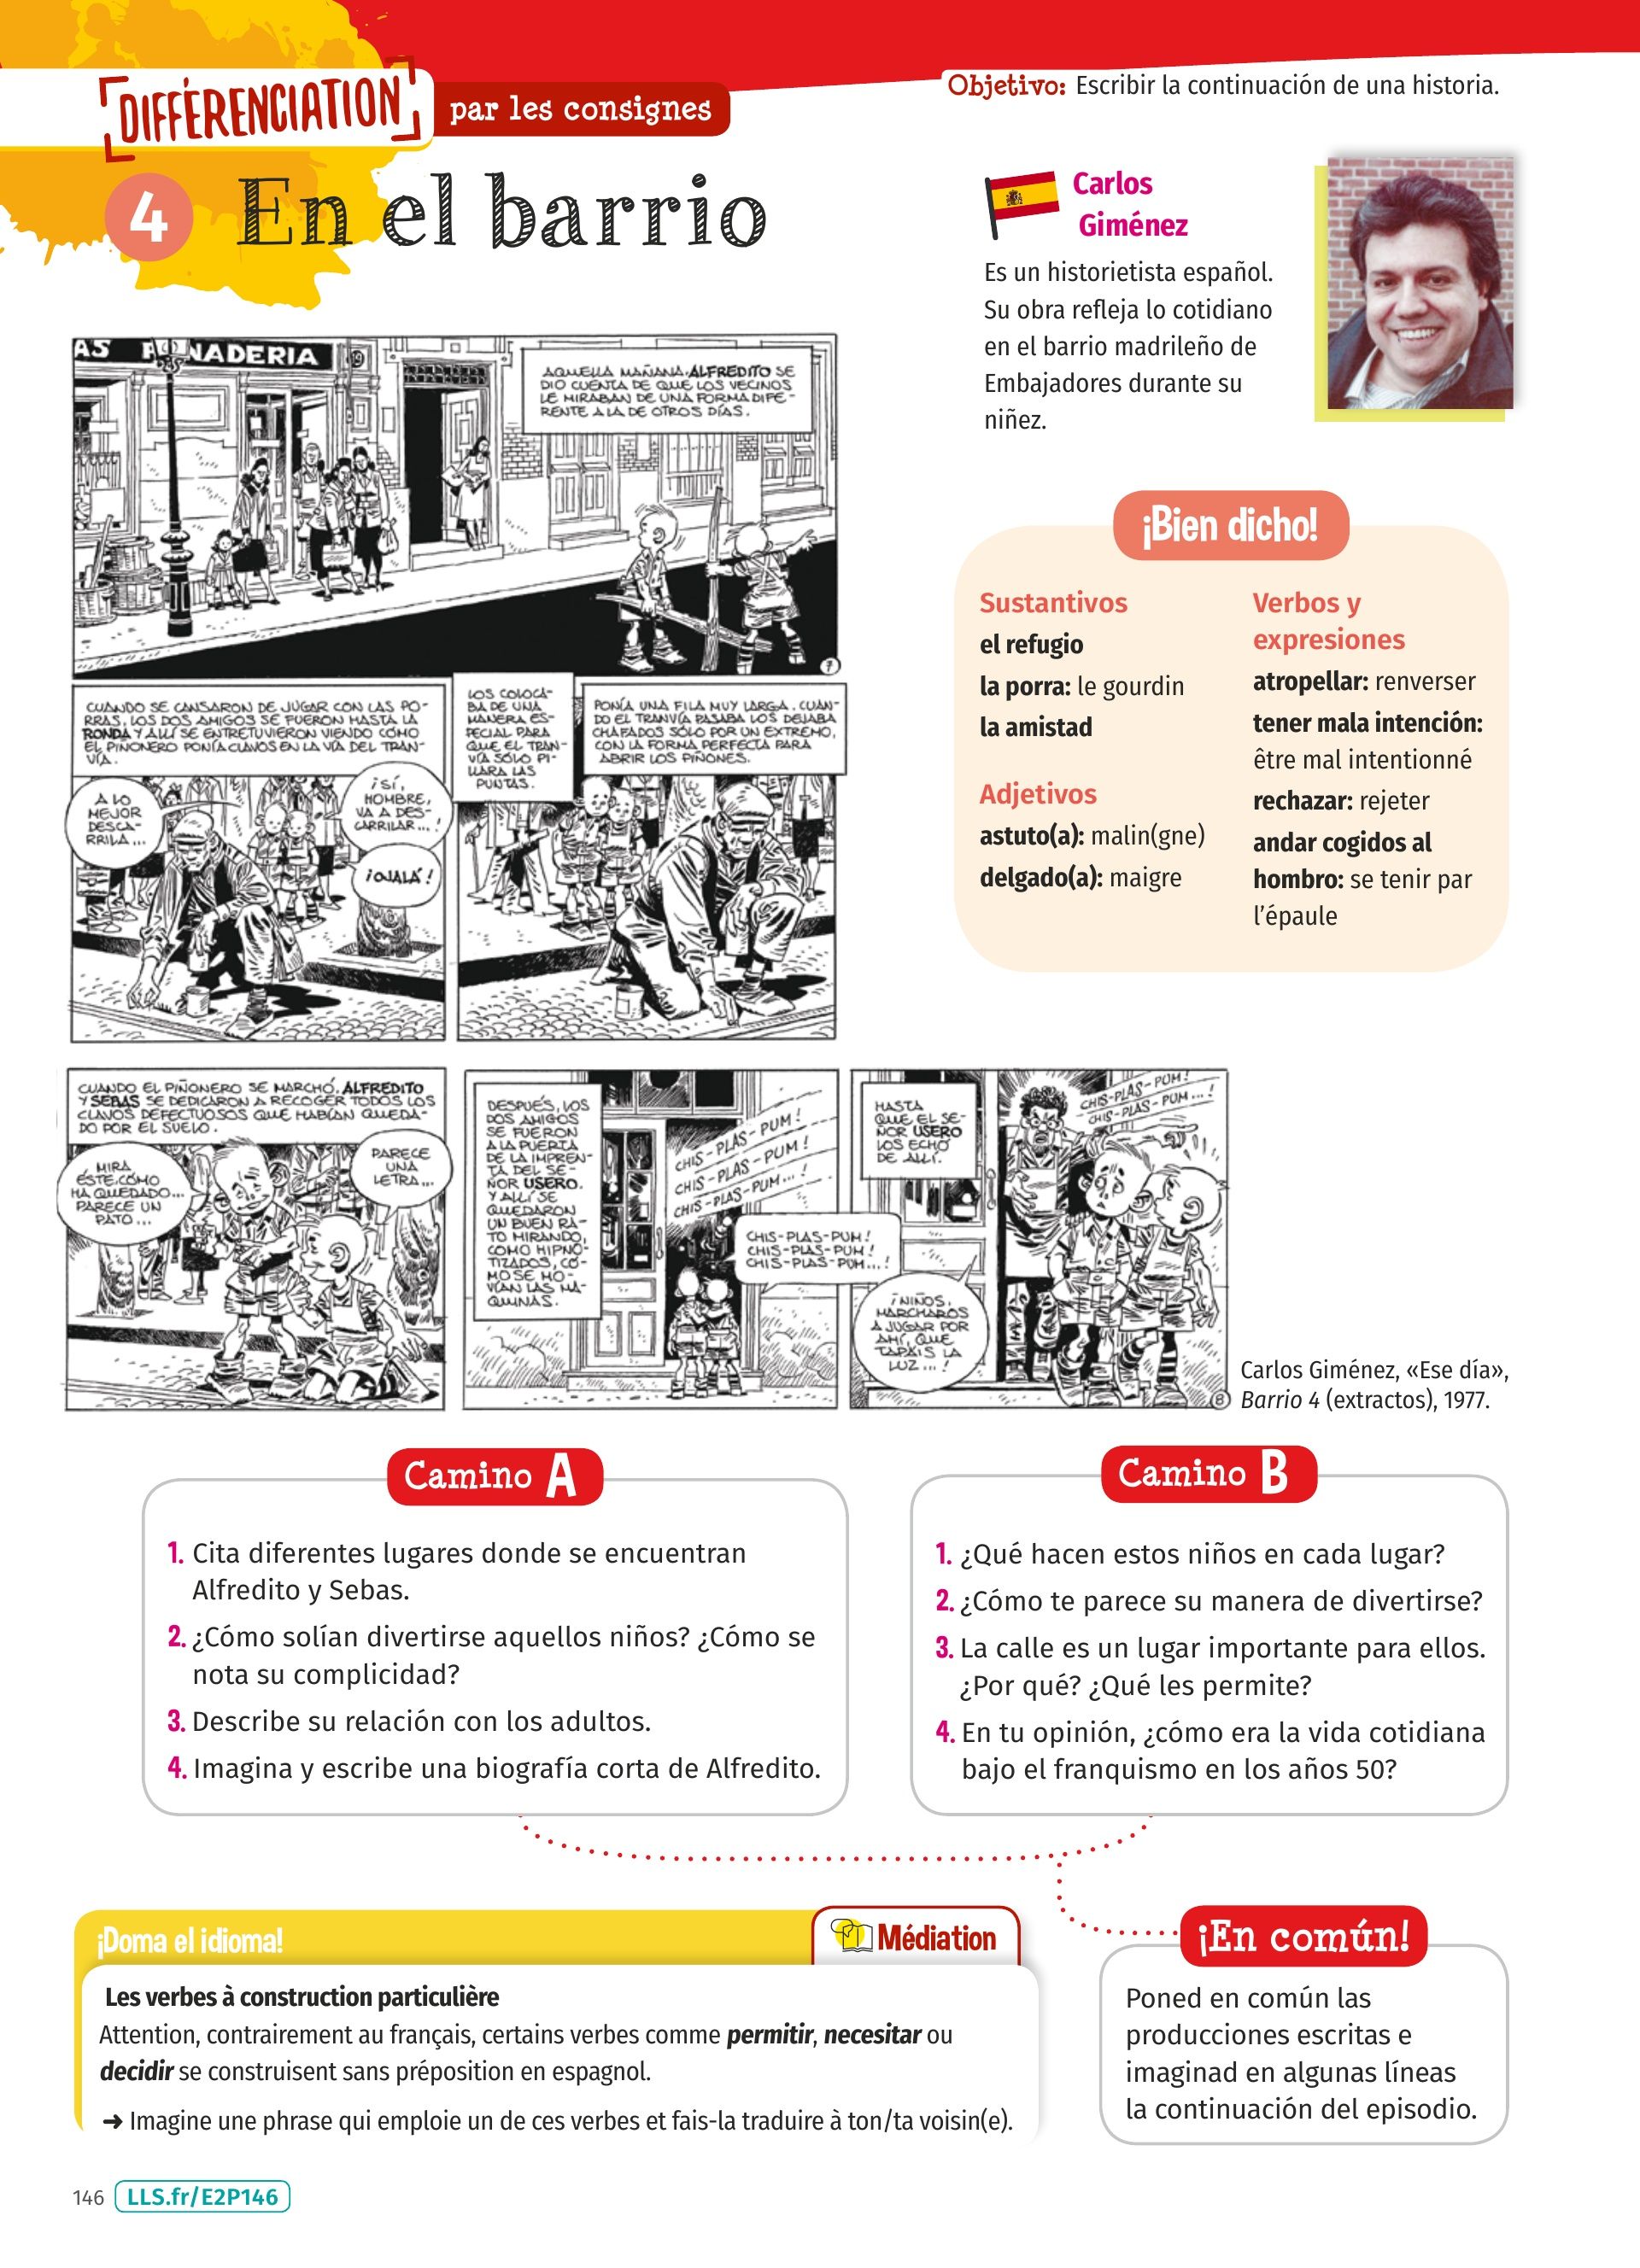 DIFFÉRENCIATION par les consignes
Objetivo: Escribir la continuación de una historia.
4 En el barrio
Carlos
Giménez
Es un historietista español.
Su obra refleja lo cotidiano
en el barrio madrileño de
Embajadores durante su
niñez.
AS PANADERIA
19
AQUELLA MAÑANA, ALFREDITO SE
DIO CUENTA DE QUE LOS VECINOS
LE MIRABAN DE UNA FORMA DIFE-
RENTE A LA DE OTROS DÍAS.
7
CUANDO SE CANSARON DE JUGAR CON LAS PO-
RRAS, LOS DOS AMIGOS SE FUERON HASTA LA
RONDA Y ALLÍ SE ENTRETUVIERON VIENDO CÓMO
EL PIÑONERO PONÍA CLAVOS EN LA VÍA DEL TRAN-
VÍA.
A LO
MEJOR
DESCA-
RRILA...
¡SÍ,
HOMBRE,
VA A DES-
CARRILAR...!
¡OJALÁ!
LOS COLOCA-
BA DE UNA
MANERA ES-
PECIAL PARA
QUE EL TRAN-
VÍA SÓLO PI-
LLARA LAS
PUNTAS.
PONÍA UNA FILA MUY LARGA. CUAN-
DO EL TRANVÍA PASABA LOS DEJABA
CHAFADOS SÓLO POR UN EXTREMO,
CON LA FORMA PERFECTA PARA
ABRIR LOS PIÑONES.
CUANDO EL PIÑONERO SE MARCHÓ, ALFREDITO
Y SEBAS SE DEDICARON A RECOGER TODOS LOS
CLAVOS DEFECTUOSOS QUE HABÍAN QUEDA-
DO POR EL SUELO.
MIRA
ÉSTE, CÓMO
HA QUEDADO...
PARECE UN
PATO...
PARECE
UNA
LETRA...
DESPUÉS, LOS
DOS AMIGOS
SE FUERON
A LA PUERTA
DE LA IMPREN-
TA DEL SE-
ÑOR USERO.
Y ALLÍ SE
QUEDARON
UN BUEN RA-
TO MIRANDO,
COMO HIPNO-
TIZADOS, CÓ-
MO SE MO-
VÍAN LAS MÁ-
QUINAS.
CHIS-PLAS-PUM!
CHIS-PLAS-PUM!
CHIS-PLAS-PUM...!
CHIS-PLAS-PUM!
CHIS-PLAS-PUM!
CHIS-PLAS-PUM...!
HASTA
QUE EL SE-
ÑOR USERO
LOS ECHÓ
DE ALLÍ.
CHIS-PLAS-PUM!
CHIS-PLAS-PUM...!
¡NIÑOS,
MARCHAROS
A JUGAR POR
AHÍ, QUE
TAPÁIS LA
LUZ...!
8
Carlos Giménez, «Ese día»,
Barrio 4 (extractos), 1977.
¡Bien dicho!
Sustantivos
el refugio
la porra: le gourdin
la amistad
Adjetivos
astuto(a): malin(gne)
delgado(a): maigre
Verbos y
expresiones
atropellar: renverser
tener mala intención:
être mal intentionné
rechazar: rejeter
andar cogidos al
hombro: se tenir par
l'épaule
Camino A
1. Cita diferentes lugares donde se encuentran
Alfredito y Sebas.
2. ¿Cómo solían divertirse aquellos niños? ¿Cómo se
nota su complicidad?
3. Describe su relación con los adultos.
4. Imagina y escribe una biografía corta de Alfredito.
Camino B
1. ¿Qué hacen estos niños en cada lugar?
2. ¿Cómo te parece su manera de divertirse?
3. La calle es un lugar importante para ellos.
¿Por qué? ¿Qué les permite?
4. En tu opinión, ¿cómo era la vida cotidiana
bajo el franquismo en los años 50?
¡Doma el idioma!
Médiation
Les verbes à construction particulière
Attention, contrairement au français, certains verbes comme permitir, necesitar ou
decidir se construisent sans préposition en espagnol.
➜ Imagine une phrase qui emploie un de ces verbes et fais-la traduire à ton/ta voisin(e).
¡En común!
Poned en común las
producciones escritas e
imaginad en algunas líneas
la continuación del episodio.
146 LLS.fr/E2P146